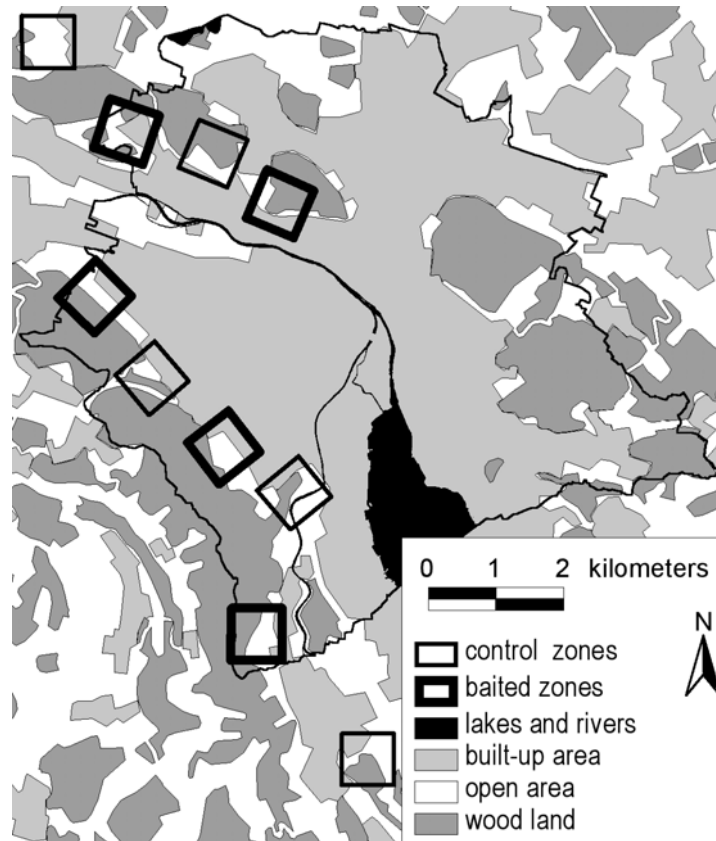 0 1 2 kilometers
N
control zones
baited zones
lakes and rivers
built-up area
open area
wood land